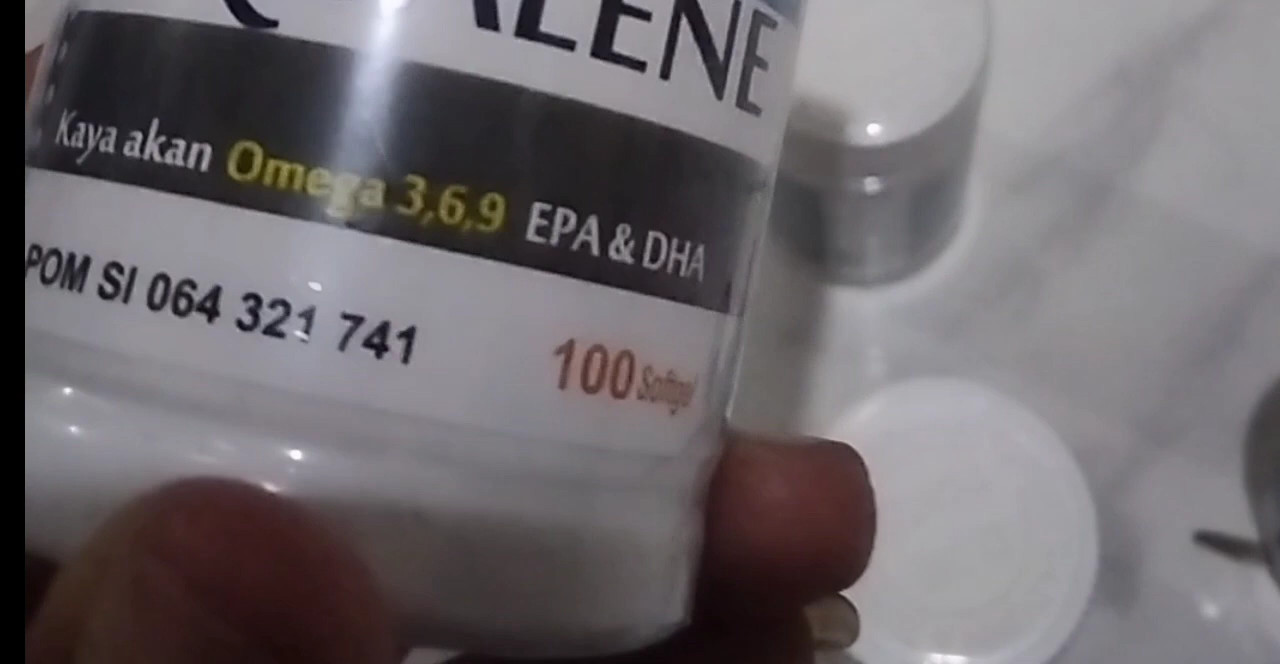 ALENE
Kaya akan Omega 3,6,9 EPA & DHA
POM SI 064 321 741
100 Softgel